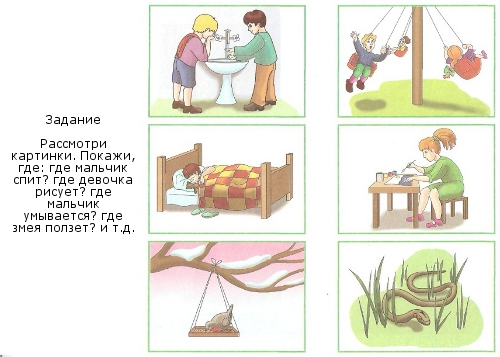 Задание
Рассмотри
картинки. Покажи,
где: где мальчик
спит? где девочка
рисует? где
мальчик
умывается? где
змея ползет? и т.д.